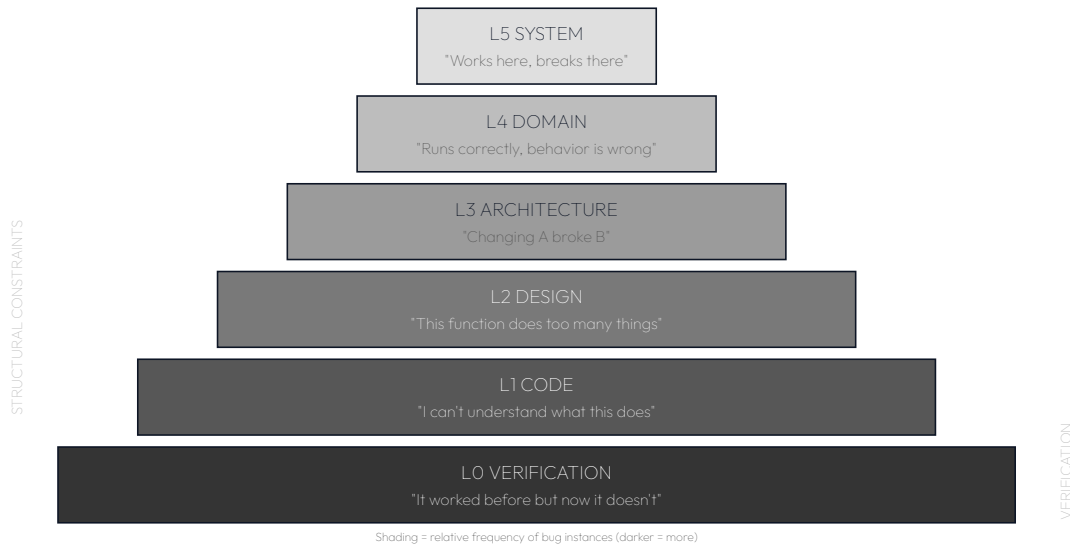 L5 SYSTEM
"Works here, breaks there"
L4 DOMAIN
"Runs correctly, behavior is wrong"
L3 ARCHITECTURE
"Changing A broke B"
L2 DESIGN
"This function does too many things"
L1 CODE
"I can't understand what this does"
L0 VERIFICATION
"It worked before but now it doesn't"
Shading = relative frequency of bug instances (darker = more)
STRUCTURAL CONSTRAINTS
VERIFICATION